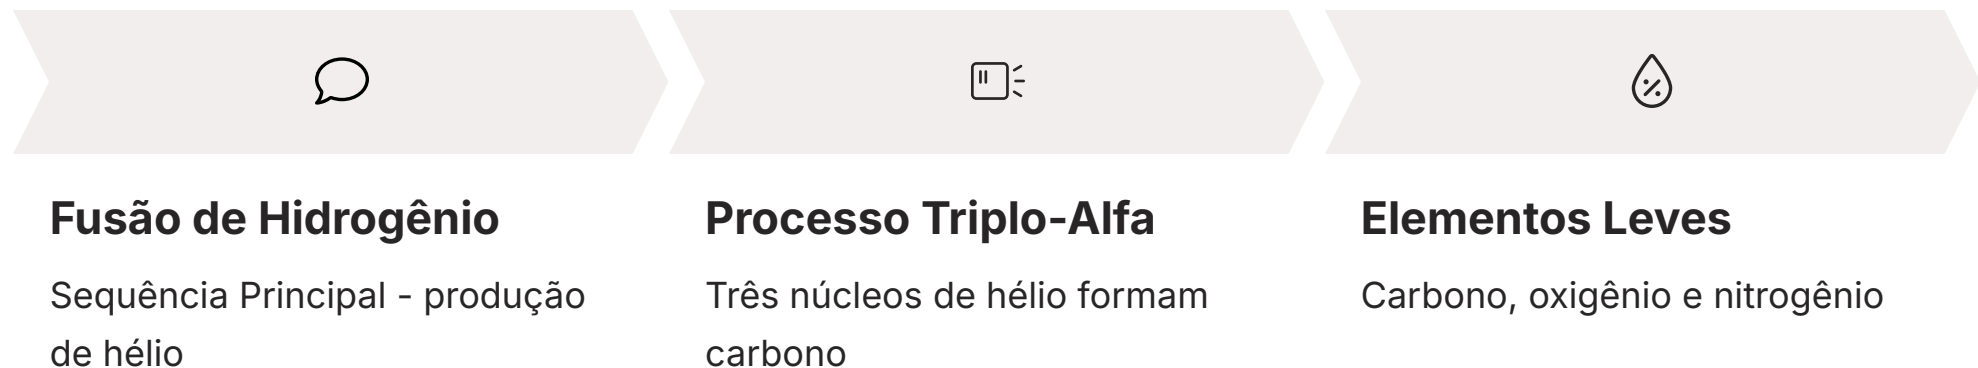 Fusão de Hidrogênio
Sequência Principal - produção
de hélio
Processo Triplo-Alfa
Três núcleos de hélio formam
carbono
Elementos Leves
Carbono, oxigênio e nitrogênio